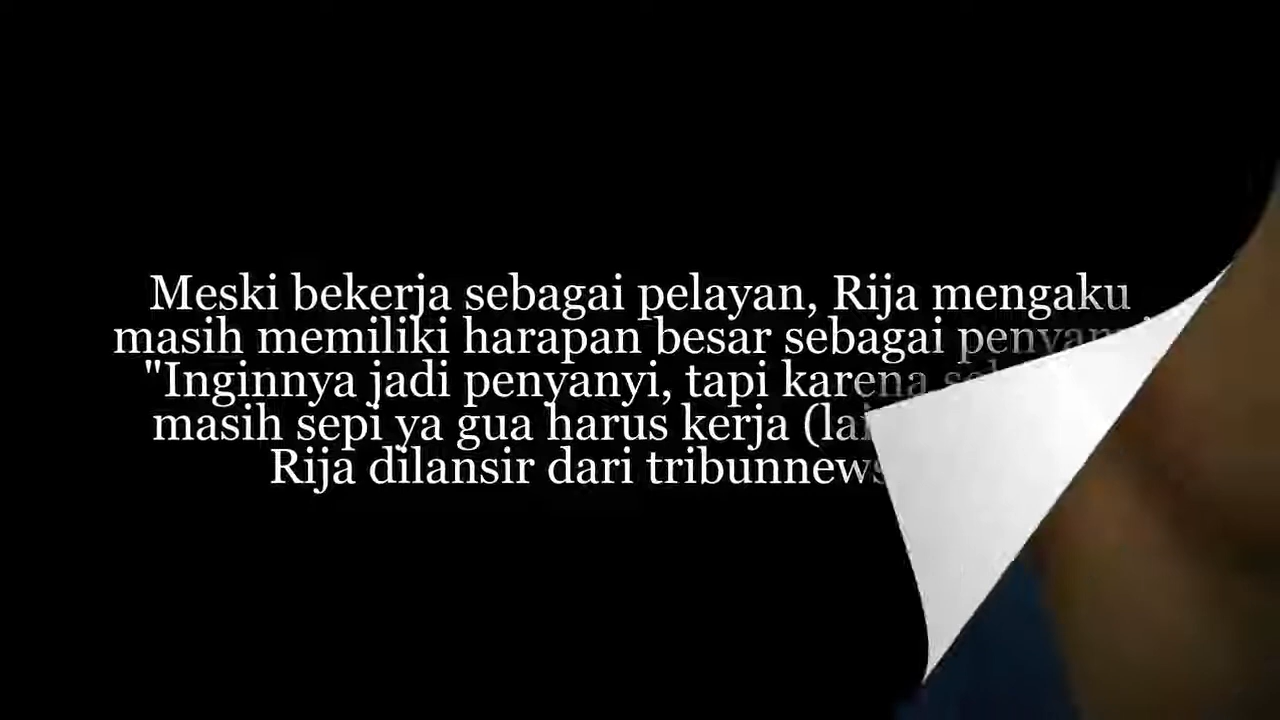 Meski bekerja sebagai pelayan, Rija mengaku
masih memiliki harapan besar sebagai
"Inginnya jadi penyanyi, tapi karena
masih sepi ya gua harus kerja
Rija dilansir dari tribunnews